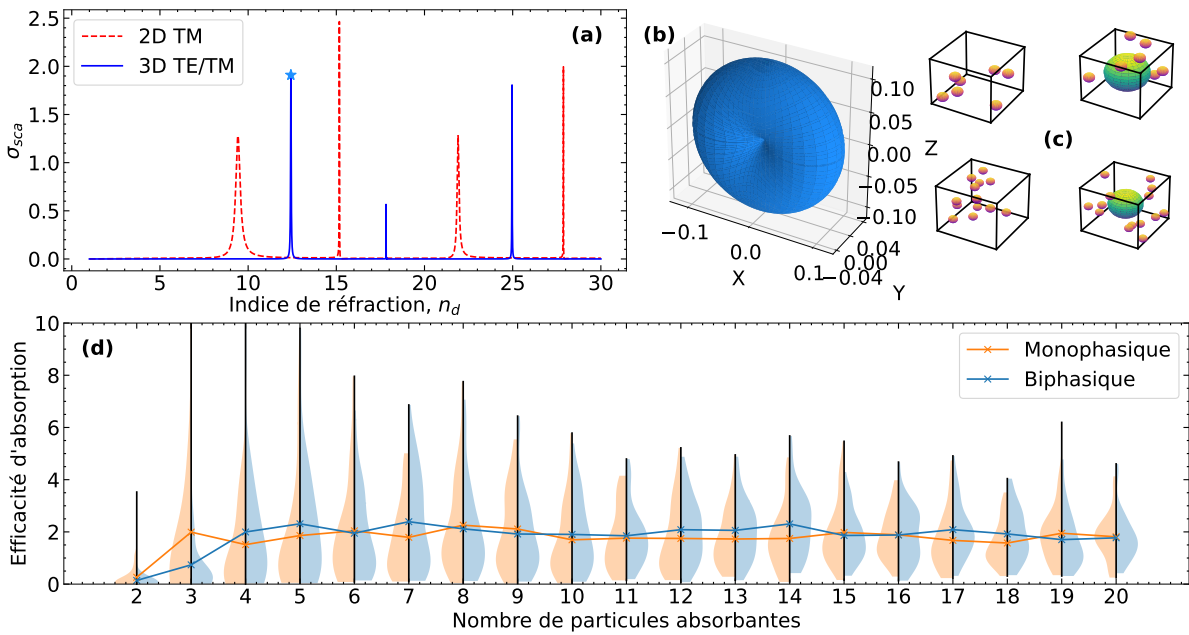 2.5
2.0
1.5
1.0
0.5
0.0
σsca
2D TM
3D TE/TM
(a)
0 5 10 15 20 25 30
Indice de réfraction, nd
(b)
0.10
0.05
0.00
−0.05
−0.10
Z
−0.1 0.0 0.1
X
0.04
0.00
−0.04
Y
(c)
10
8
6
4
2
0
Efficacité d'absorption
(d)
Monophasique
Biphasique
2 3 4 5 6 7 8 9 10 11 12 13 14 15 16 17 18 19 20
Nombre de particules absorbantes